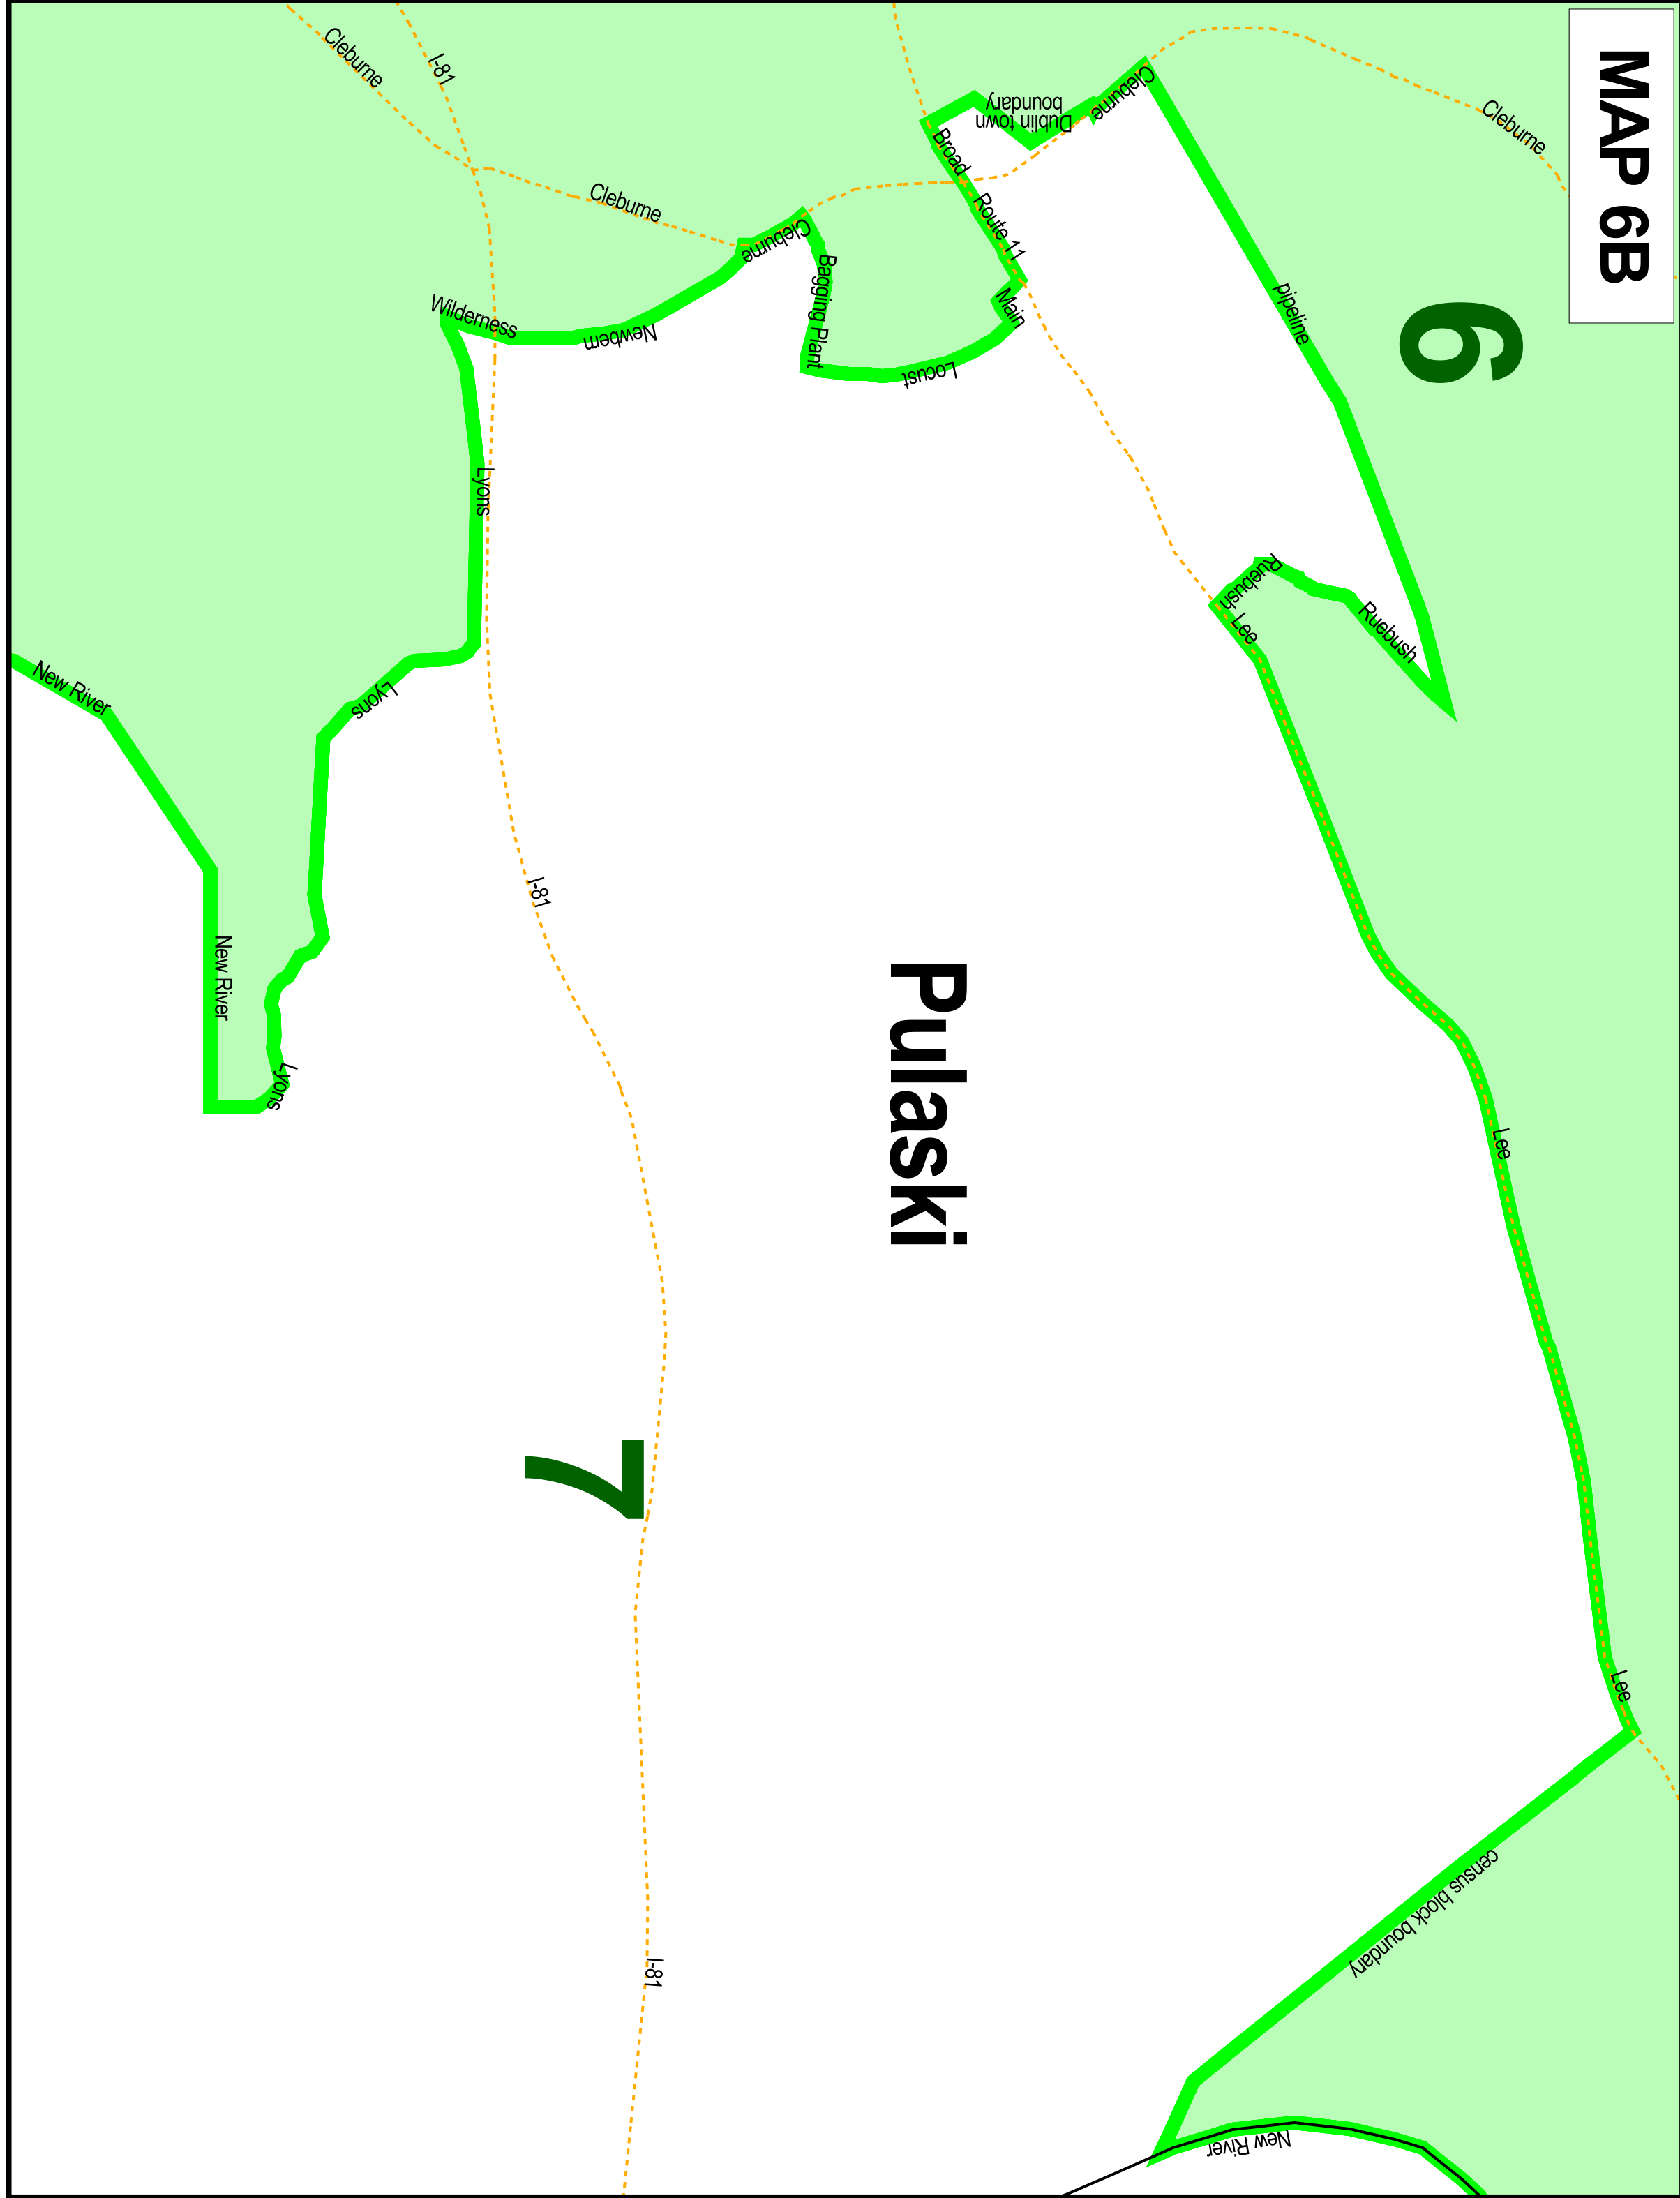 MAP 6B
6
Cleburne
pipeline
Cleburne
Dublin town
boundary
Broad
Route 11
Main
Locust
Bagging Plant
Cleburne
Cleburne
Newbern
Wilderness
I-81
Cleburne
Lyons
Ruebush
Ruebush
Lee
Lyons
New River
I-81
New River
Lyons
Pulaski
Lee
7
Lee
census block boundary
I-81
New River